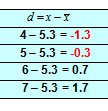 d = x − x̅
4 – 5.3 = -1.3
5 – 5.3 = -0.3
6 – 5.3 = 0.7
7 – 5.3 = 1.7